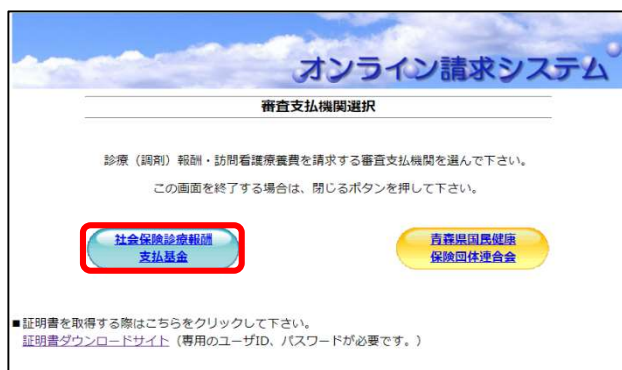 オンライン請求システム
審査支払機関選択
診療（調剤）報酬・訪問看護療養費を請求する審査支払機関を選んで下さい。
この画面を終了する場合は、閉じるボタンを押して下さい。
社会保険診療報酬
支払基金
青森県国民健康
保険団体連合会
■証明書を取得する際はこちらをクリックして下さい。
証明書ダウンロードサイト（専用のユーザID、パスワードが必要です。）